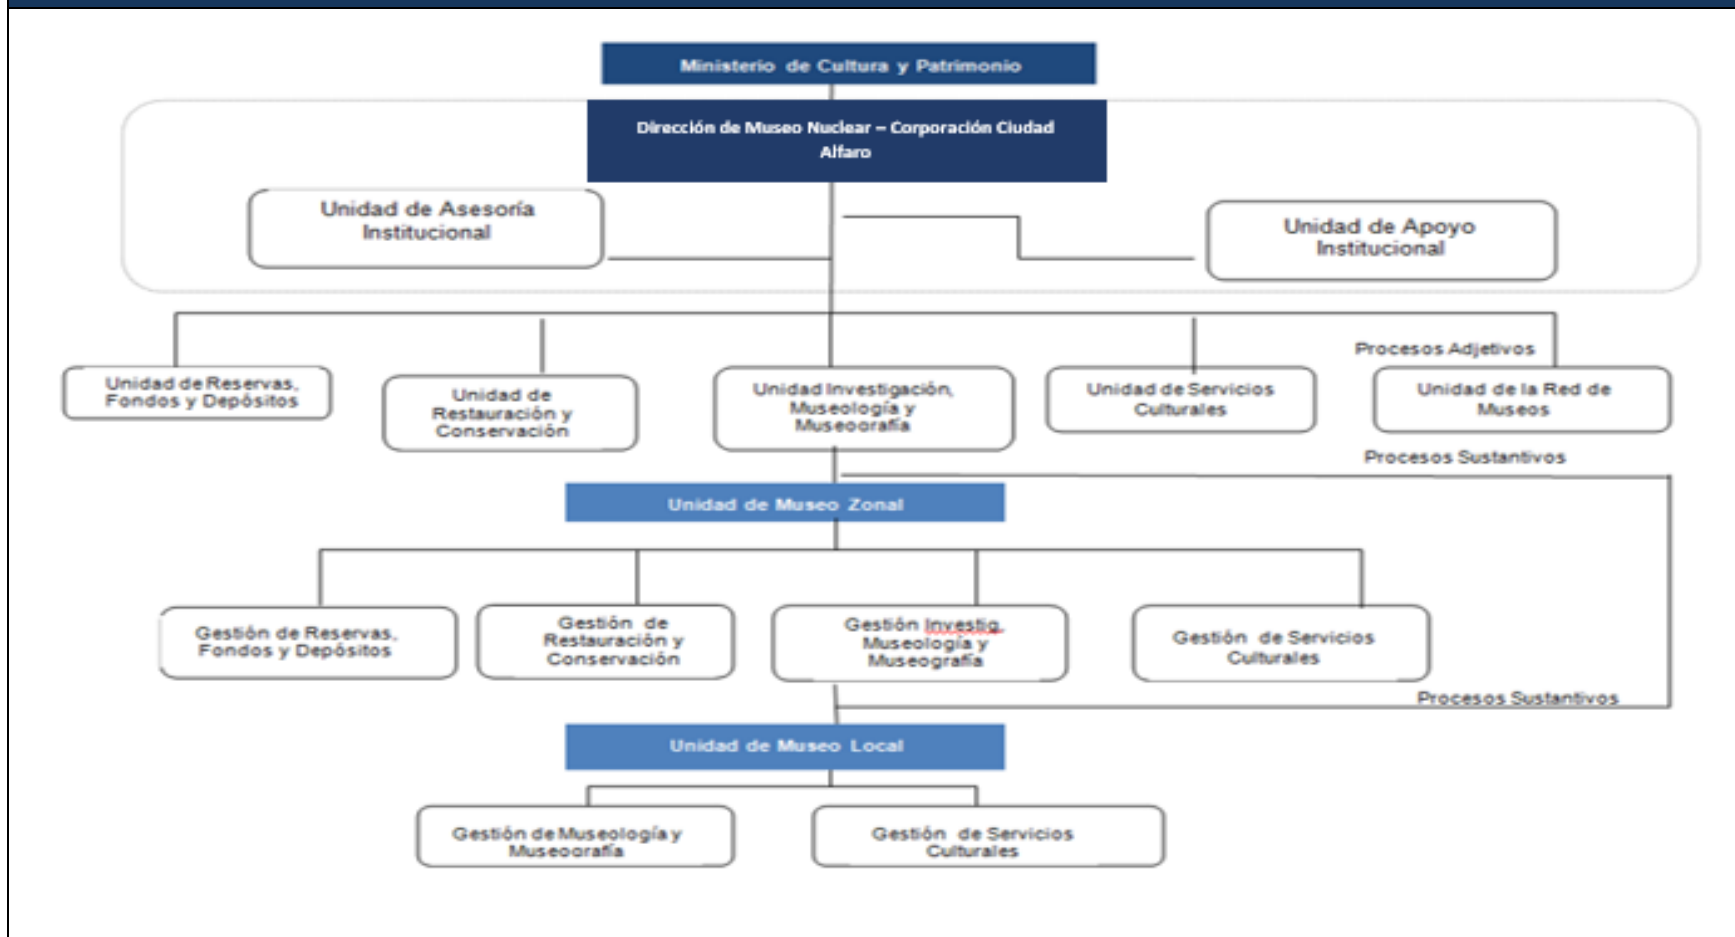 Ministerio de Cultura y Patrimonio
Dirección de Museo Nuclear – Corporación Ciudad
Alfaro
Unidad de Asesoría
Institucional
Unidad de Apoyo
Institucional
Procesos Adjetivos
Unidad de Reservas,
Fondos y Depósitos
Unidad de
Restauración y
Conservación
Unidad Investigación,
Museología y
Museografía
Unidad de Servicios
Culturales
Unidad de la Red de
Museos
Procesos Sustantivos
Unidad de Museo Zonal
Gestión de Reservas,
Fondos y Depósitos
Gestión de
Restauración y
Conservación
Gestión Investig,
Museología y
Museografía
Gestión de Servicios
Culturales
Procesos Sustantivos
Unidad de Museo Local
Gestión de Museología y
Museografía
Gestión de Servicios
Culturales